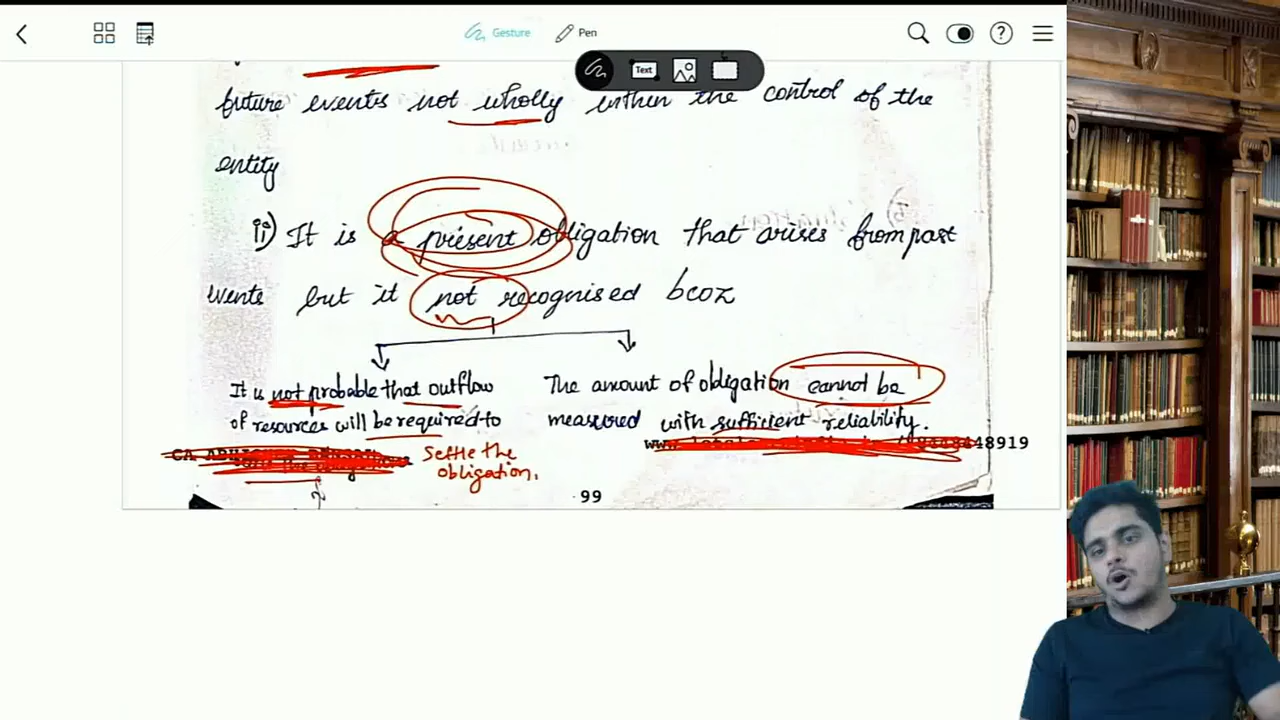 Gesture Pen
Text
future events not wholly within the control of the
entity
ii) It is a present obligation that arises from past
events but it not recognised bcoz
It is not probable that outflow
of resources will be required to
Settle the
obligation.
The amount of obligation cannot be
measured with sufficient reliability.
48919
99